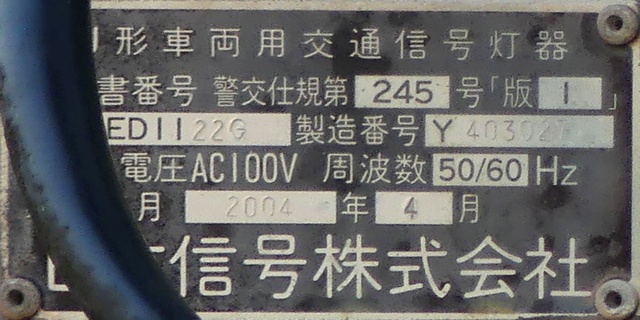 形車両用交通信号灯器
書番号 警交仕規第 245 号「版 1 」
ED1122G 製造番号 Y
電圧AC100V 周波数 50/60 Hz
月 2004 年 4 月
信号株式会社